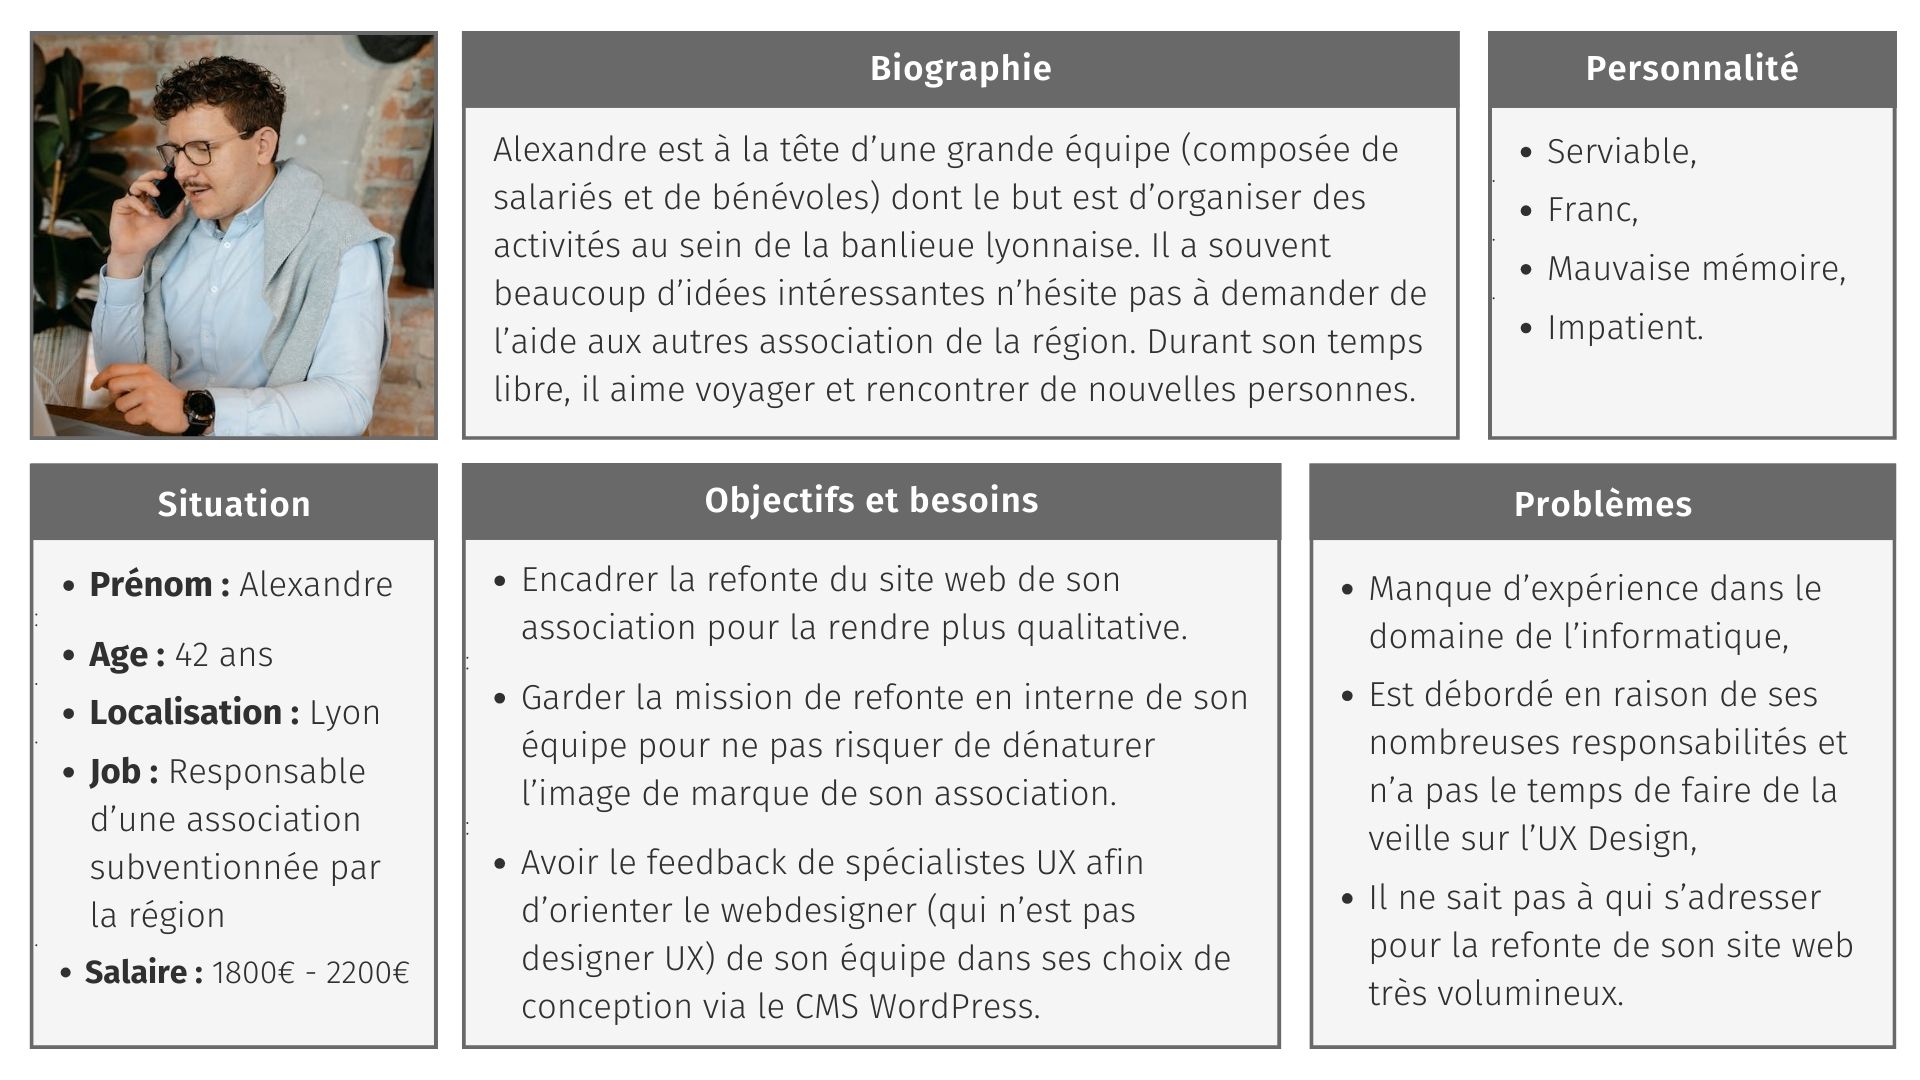 Biographie
Alexandre est à la tête d’une grande équipe (composée de
salariés et de bénévoles) dont le but est d’organiser des
activités au sein de la banlieue lyonnaise. Il a souvent
beaucoup d’idées intéressantes n’hésite pas à demander de
l’aide aux autres association de la région. Durant son temps
libre, il aime voyager et rencontrer de nouvelles personnes.
Personnalité
• Serviable,
• Franc,
• Mauvaise mémoire,
• Impatient.
Situation
• Prénom : Alexandre
• Age : 42 ans
• Localisation : Lyon
• Job : Responsable
d’une association
subventionnée par
la région
• Salaire : 1800€ - 2200€
Objectifs et besoins
• Encadrer la refonte du site web de son
association pour la rendre plus qualitative.
• Garder la mission de refonte en interne de son
équipe pour ne pas risquer de dénaturer
l’image de marque de son association.
• Avoir le feedback de spécialistes UX afin
d’orienter le webdesigner (qui n’est pas
designer UX) de son équipe dans ses choix de
conception via le CMS WordPress.
Problèmes
• Manque d’expérience dans le
domaine de l’informatique,
• Est débordé en raison de ses
nombreuses responsabilités et
n’a pas le temps de faire de la
veille sur l’UX Design,
• Il ne sait pas à qui s’adresser
pour la refonte de son site web
très volumineux.